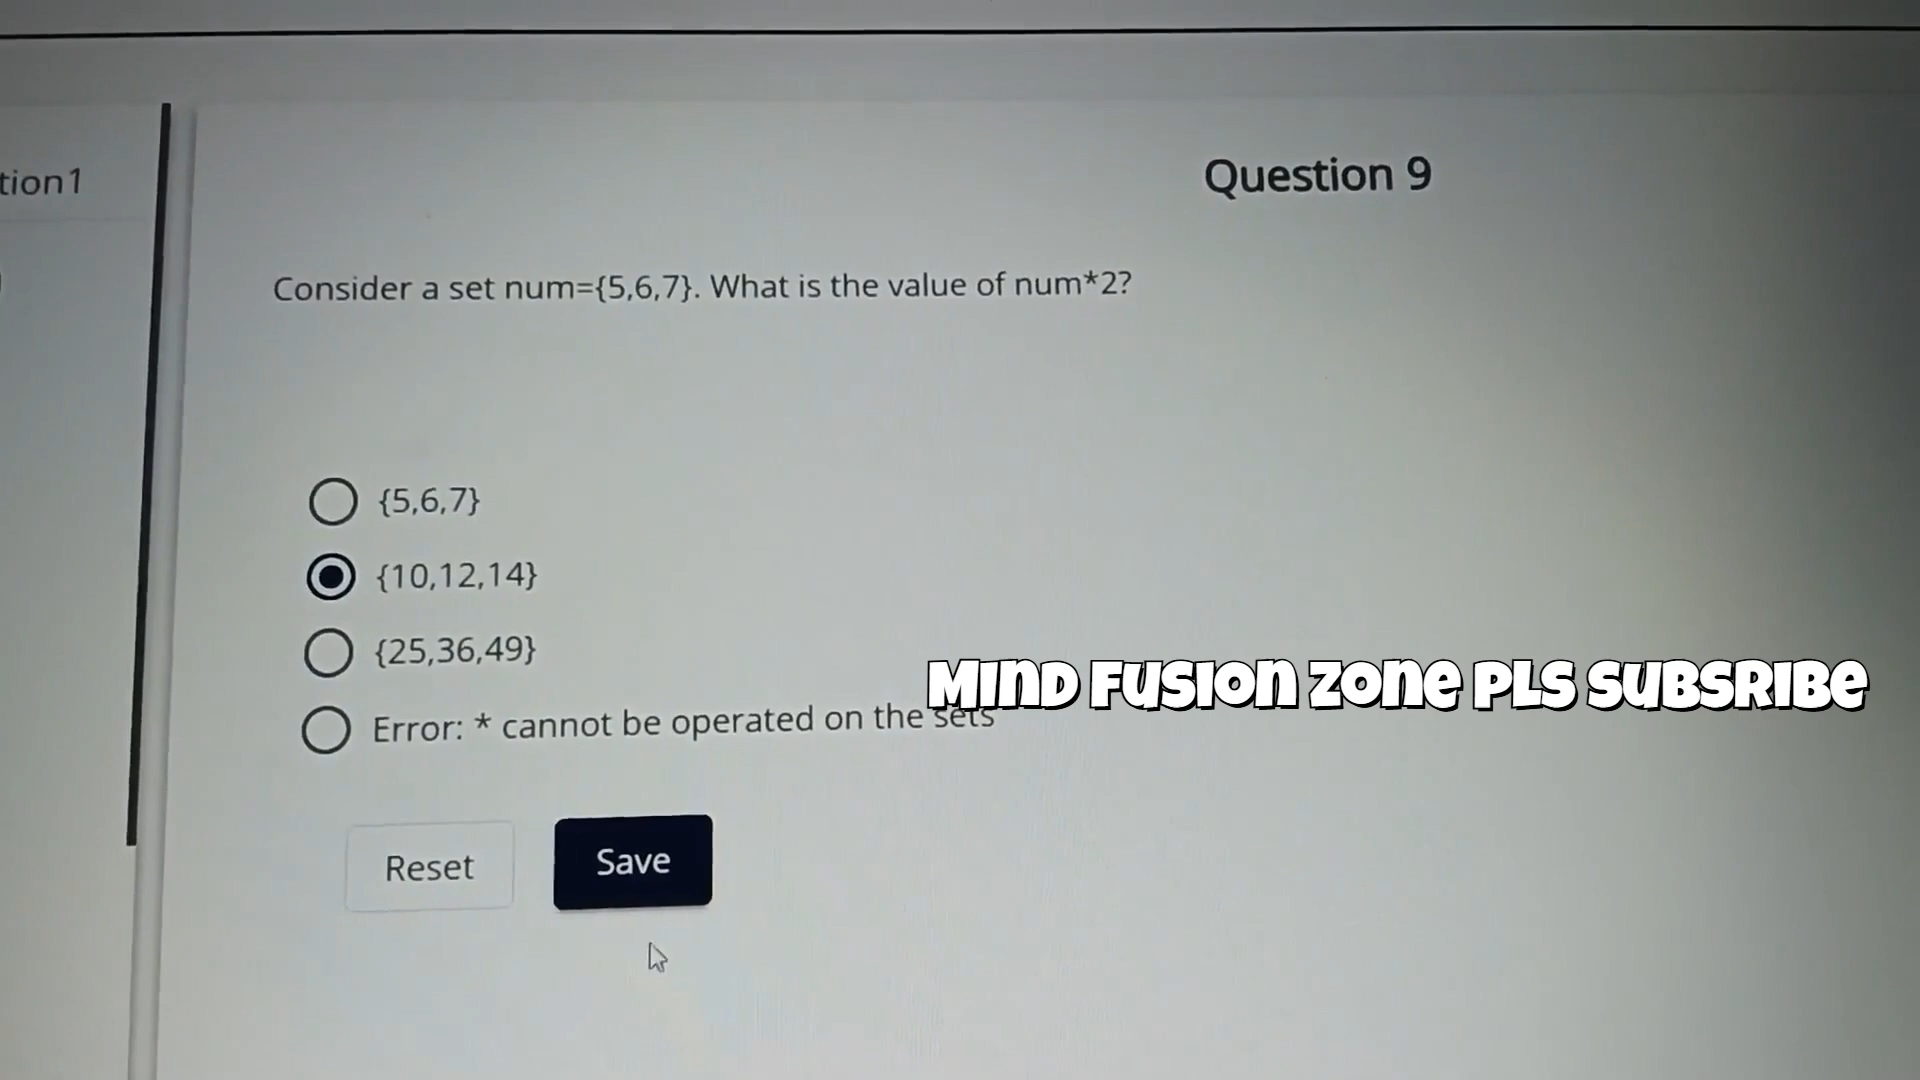 tion1
Question 9
Consider a set num={5,6,7}. What is the value of num*2?
{5,6,7}
{10,12,14}
{25,36,49}
Error: * cannot be operated on the sets
MIND FUSION ZONE PLS SUBSRIBE
Reset
Save